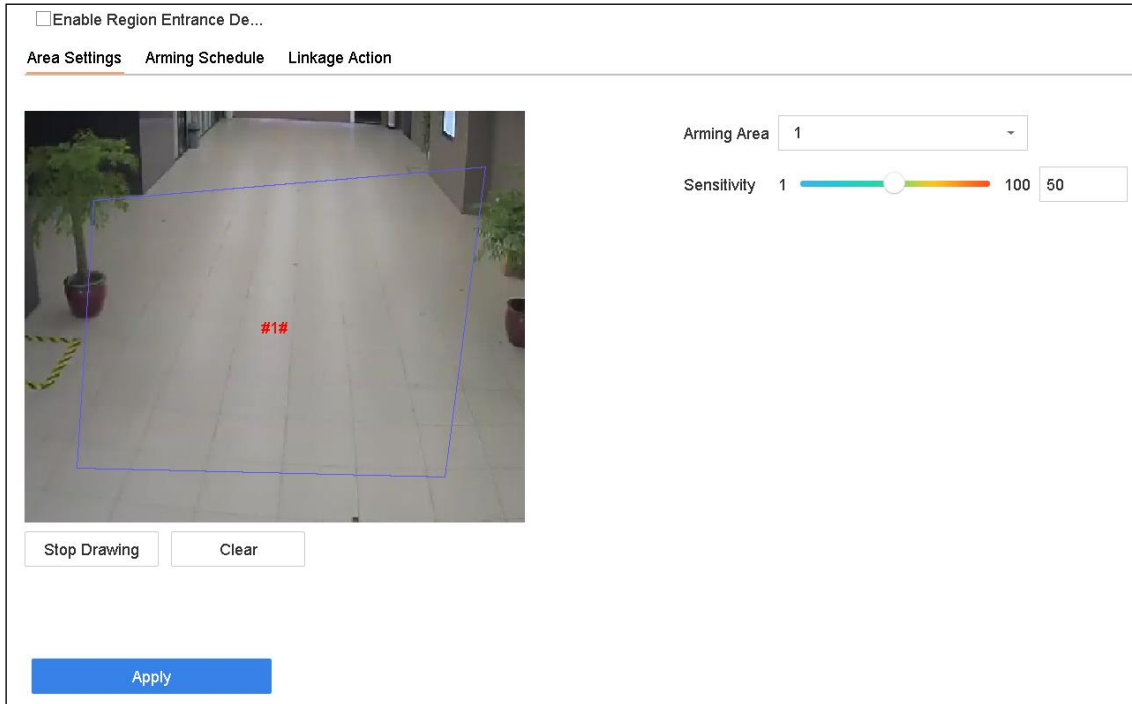 Enable Region Entrance De...
Area Settings Arming Schedule Linkage Action
Arming Area 1
Sensitivity 1 100 50
#1#
Stop Drawing Clear
Apply